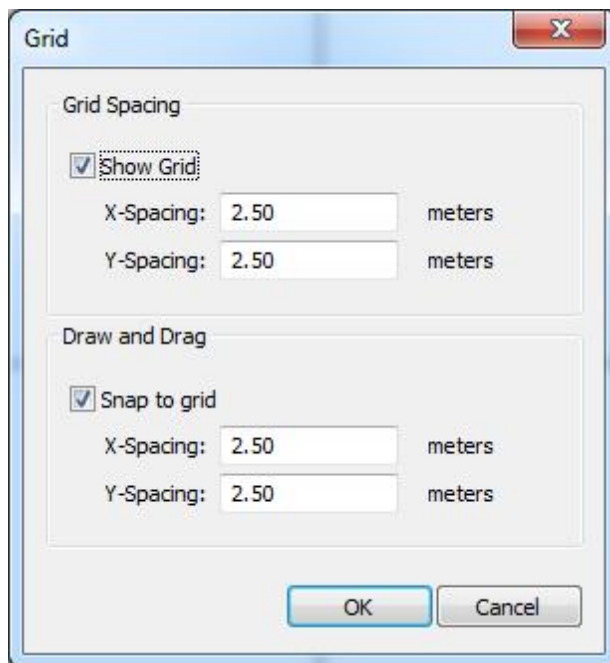 Grid
Grid Spacing
Show Grid
X-Spacing: 2.50 meters
Y-Spacing: 2.50 meters
Draw and Drag
Snap to grid
X-Spacing: 2.50 meters
Y-Spacing: 2.50 meters
OK Cancel